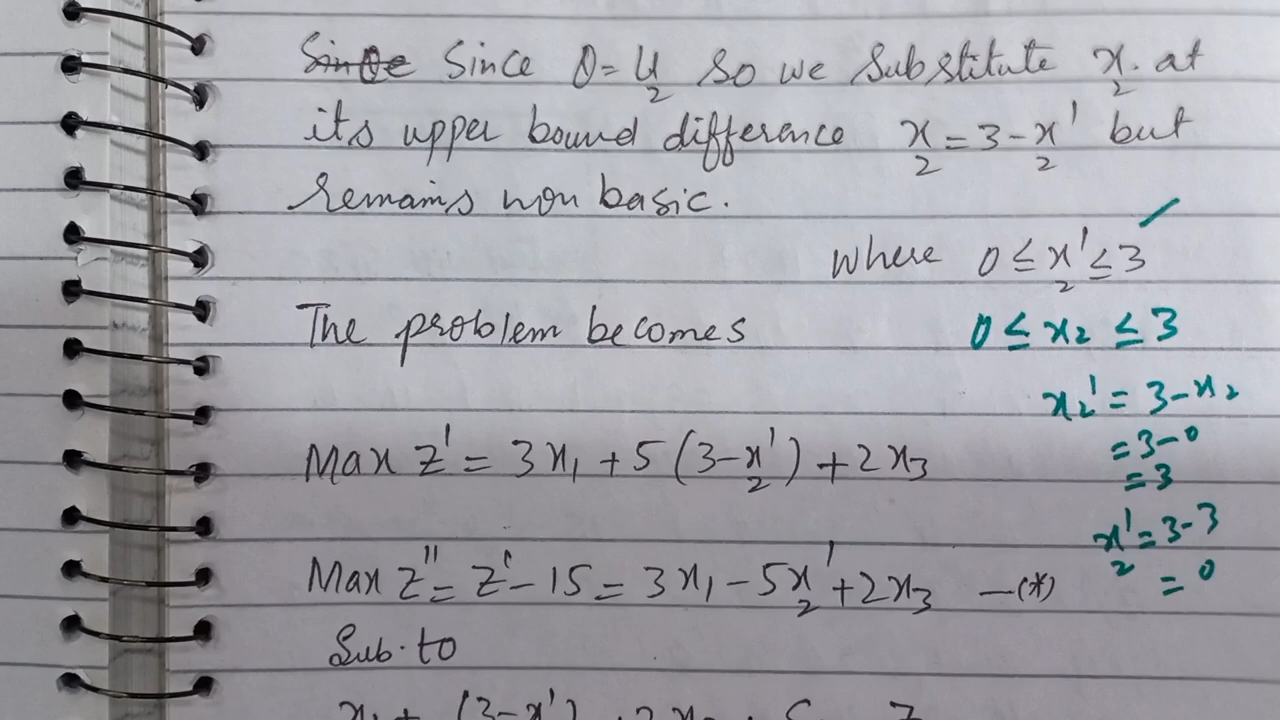 Since θ = u₂ so we substitute x₂ at
its upper bound difference x₂ = 3 - x₂' but
remains non basic.
where 0 ≤ x₂' ≤ 3
The problem becomes
0 ≤ x₂ ≤ 3
x₂' = 3 - x₂
= 3 - 0
= 3
Max z' = 3x₁ + 5(3 - x₂') + 2x₃
x₂' = 3 - 3
= 0
Max z'' = z' - 15 = 3x₁ - 5x₂' + 2x₃ —(*)
Sub. to